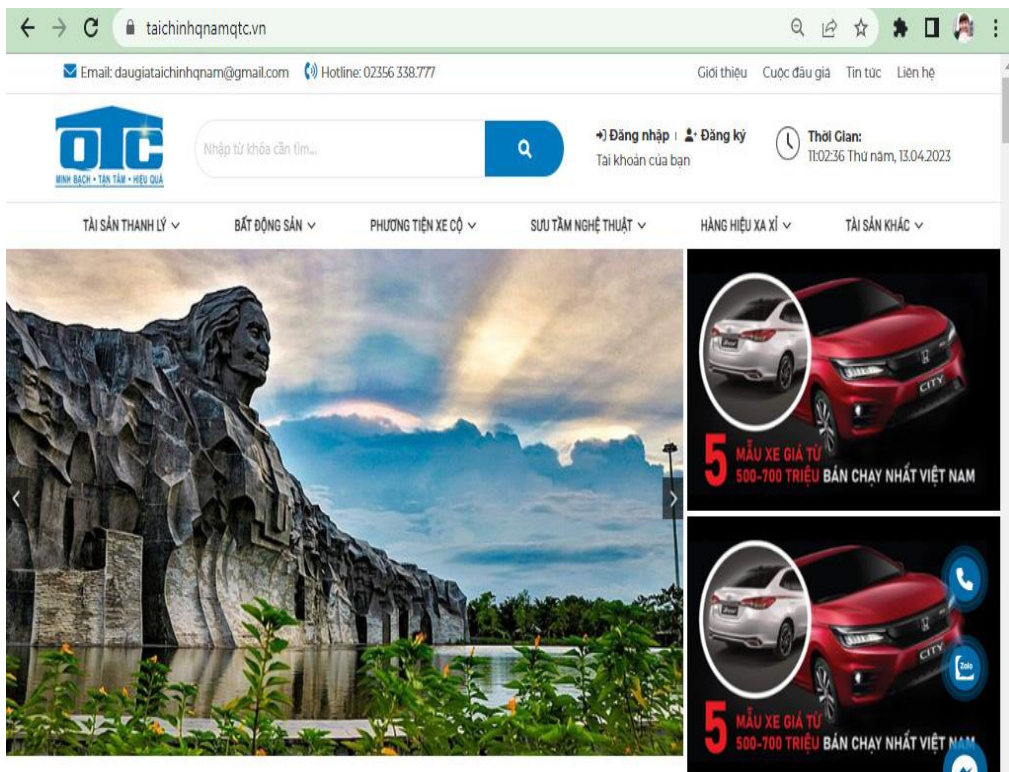 taichinhqnamqtc.vn
Email: daugiataichinhqnam@gmail.com Hotline: 02356 338.777 Giới thiệu Cuộc đấu giá Tin tức Liên hệ
QTC
MINH BẠCH • TẬN TÂM • HIỆU QUẢ
Nhập từ khóa cần tìm...
Đăng nhập | Đăng ký
Tài khoản của bạn
Thời Gian:
11:02:36 Thứ năm, 13.04.2023
TÀI SẢN THANH LÝ BẤT ĐỘNG SẢN PHƯƠNG TIỆN XE CỘ SƯU TẦM NGHỆ THUẬT HÀNG HIỆU XA XỈ TÀI SẢN KHÁC
CITY
5 MẪU XE GIÁ TỪ
500-700 TRIỆU BÁN CHẠY NHẤT VIỆT NAM
CITY
Zalo
5 MẪU XE GIÁ TỪ
500-700 TRIỆU BÁN CHẠY NHẤT VIỆT NAM